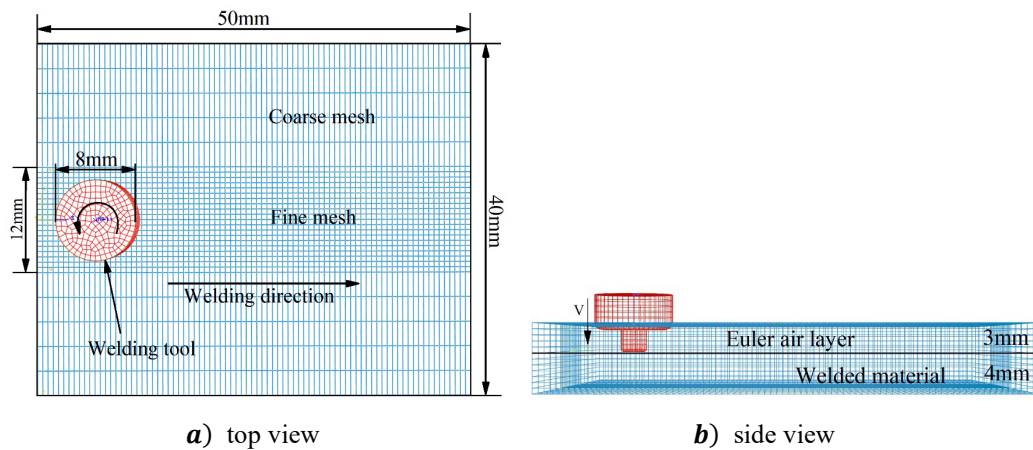 50mm
Coarse mesh
8mm
12mm
Fine mesh
40mm
Welding direction
Welding tool
a) top view
v
Euler air layer
3mm
Welded material
4mm
b) side view